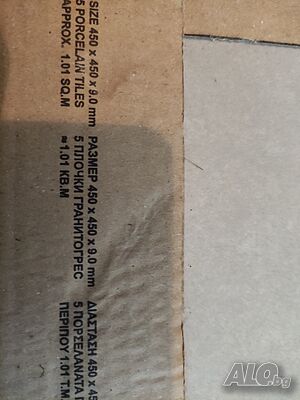 SIZE 450 x 450 x 9.0 mm
5 PORCELAIN TILES
APPROX. 1.01 SQ.M
РАЗМЕР 450 x 450 x 9.0 mm
5 ПЛОЧКИ ГРАНИТОГРЕС
≈1.01 КВ.М
ΔΙΑΣΤΑΣΗ 450 x 45
5 ΠΟΡΣΕΛΑΝΑΤΑ
ΠΕΡΙΠΟΥ 1.01 Τ.Μ.
ALO.bg